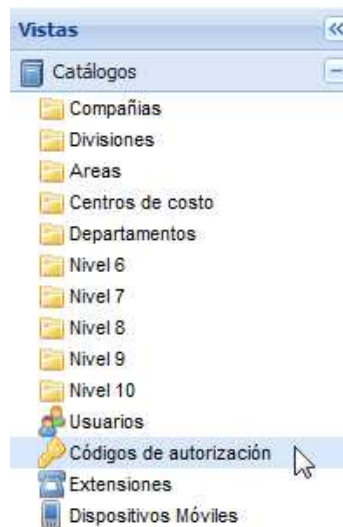 Vistas
Catálogos
Compañias
Divisiones
Areas
Centros de costo
Departamentos
Nivel 6
Nivel 7
Nivel 8
Nivel 9
Nivel 10
Usuarios
Códigos de autorización
Extensiones
Dispositivos Móviles